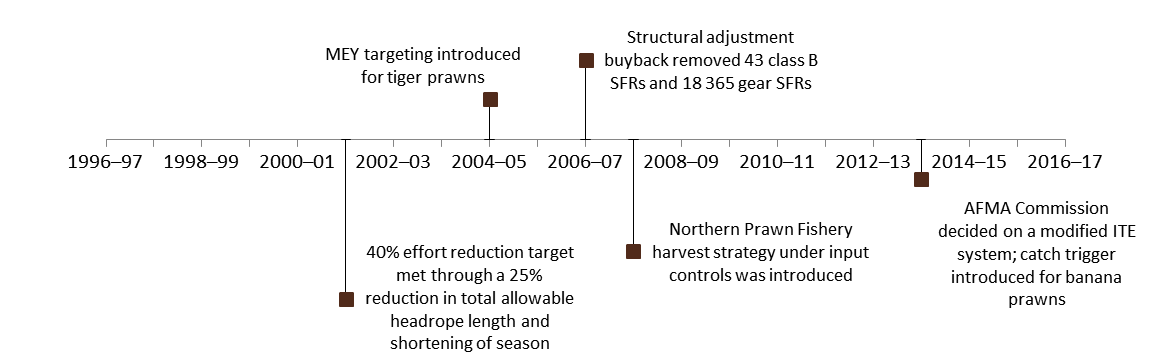 Structural adjustment
buyback removed 43 class B
SFRs and 18 365 gear SFRs
MEY targeting introduced
for tiger prawns
1996–97 1998–99 2000–01 2002–03 2004–05 2006–07 2008–09 2010–11 2012–13 2014–15 2016–17
40% effort reduction target
met through a 25%
reduction in total allowable
headrope length and
shortening of season
Northern Prawn Fishery
harvest strategy under input
controls was introduced
AFMA Commission
decided on a modified ITE
system; catch trigger
introduced for banana
prawns